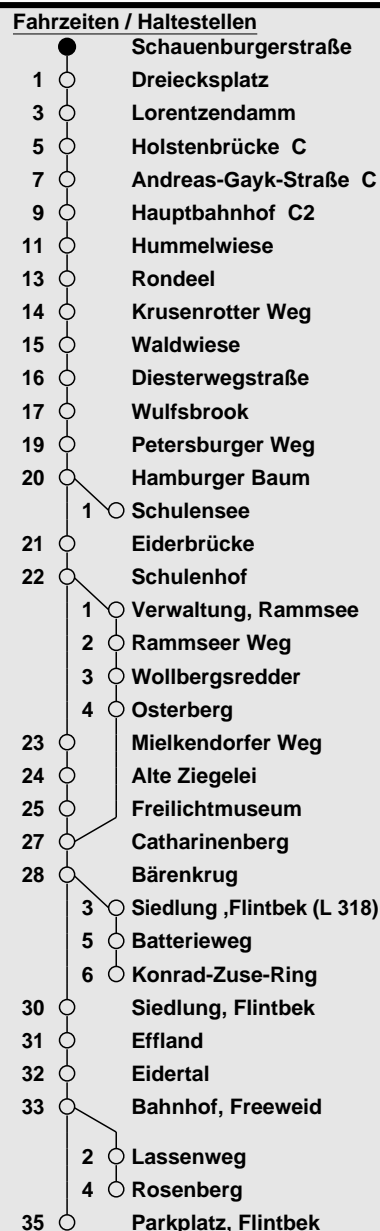 Fahrzeiten / Haltestellen
Schauenburgerstraße
1 Dreiecksplatz
3 Lorentzendamm
5 Holstenbrücke C
7 Andreas-Gayk-Straße C
9 Hauptbahnhof C2
11 Hummelwiese
13 Rondeel
14 Krusenrotter Weg
15 Waldwiese
16 Diesterwegstraße
17 Wulfsbrook
19 Petersburger Weg
20 Hamburger Baum
1 Schulensee
21 Eiderbrücke
22 Schulenhof
1 Verwaltung, Rammsee
2 Rammseer Weg
3 Wollbergsredder
4 Osterberg
23 Mielkendorfer Weg
24 Alte Ziegelei
25 Freilichtmuseum
27 Catharinenberg
28 Bärenkrug
3 Siedlung ,Flintbek (L 318)
5 Batterieweg
6 Konrad-Zuse-Ring
30 Siedlung, Flintbek
31 Effland
32 Eidertal
33 Bahnhof, Freeweid
2 Lassenweg
4 Rosenberg
35 Parkplatz, Flintbek